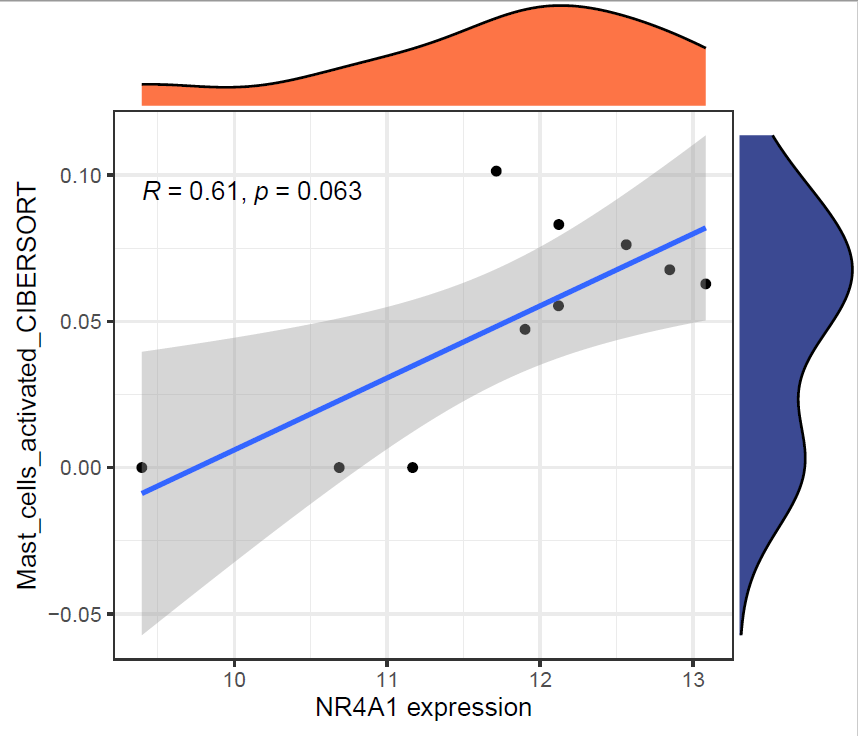 R = 0.61, p = 0.063
Mast_cells_activated_CIBERSORT
0.10
0.05
0.00
−0.05
10 11 12 13
NR4A1 expression